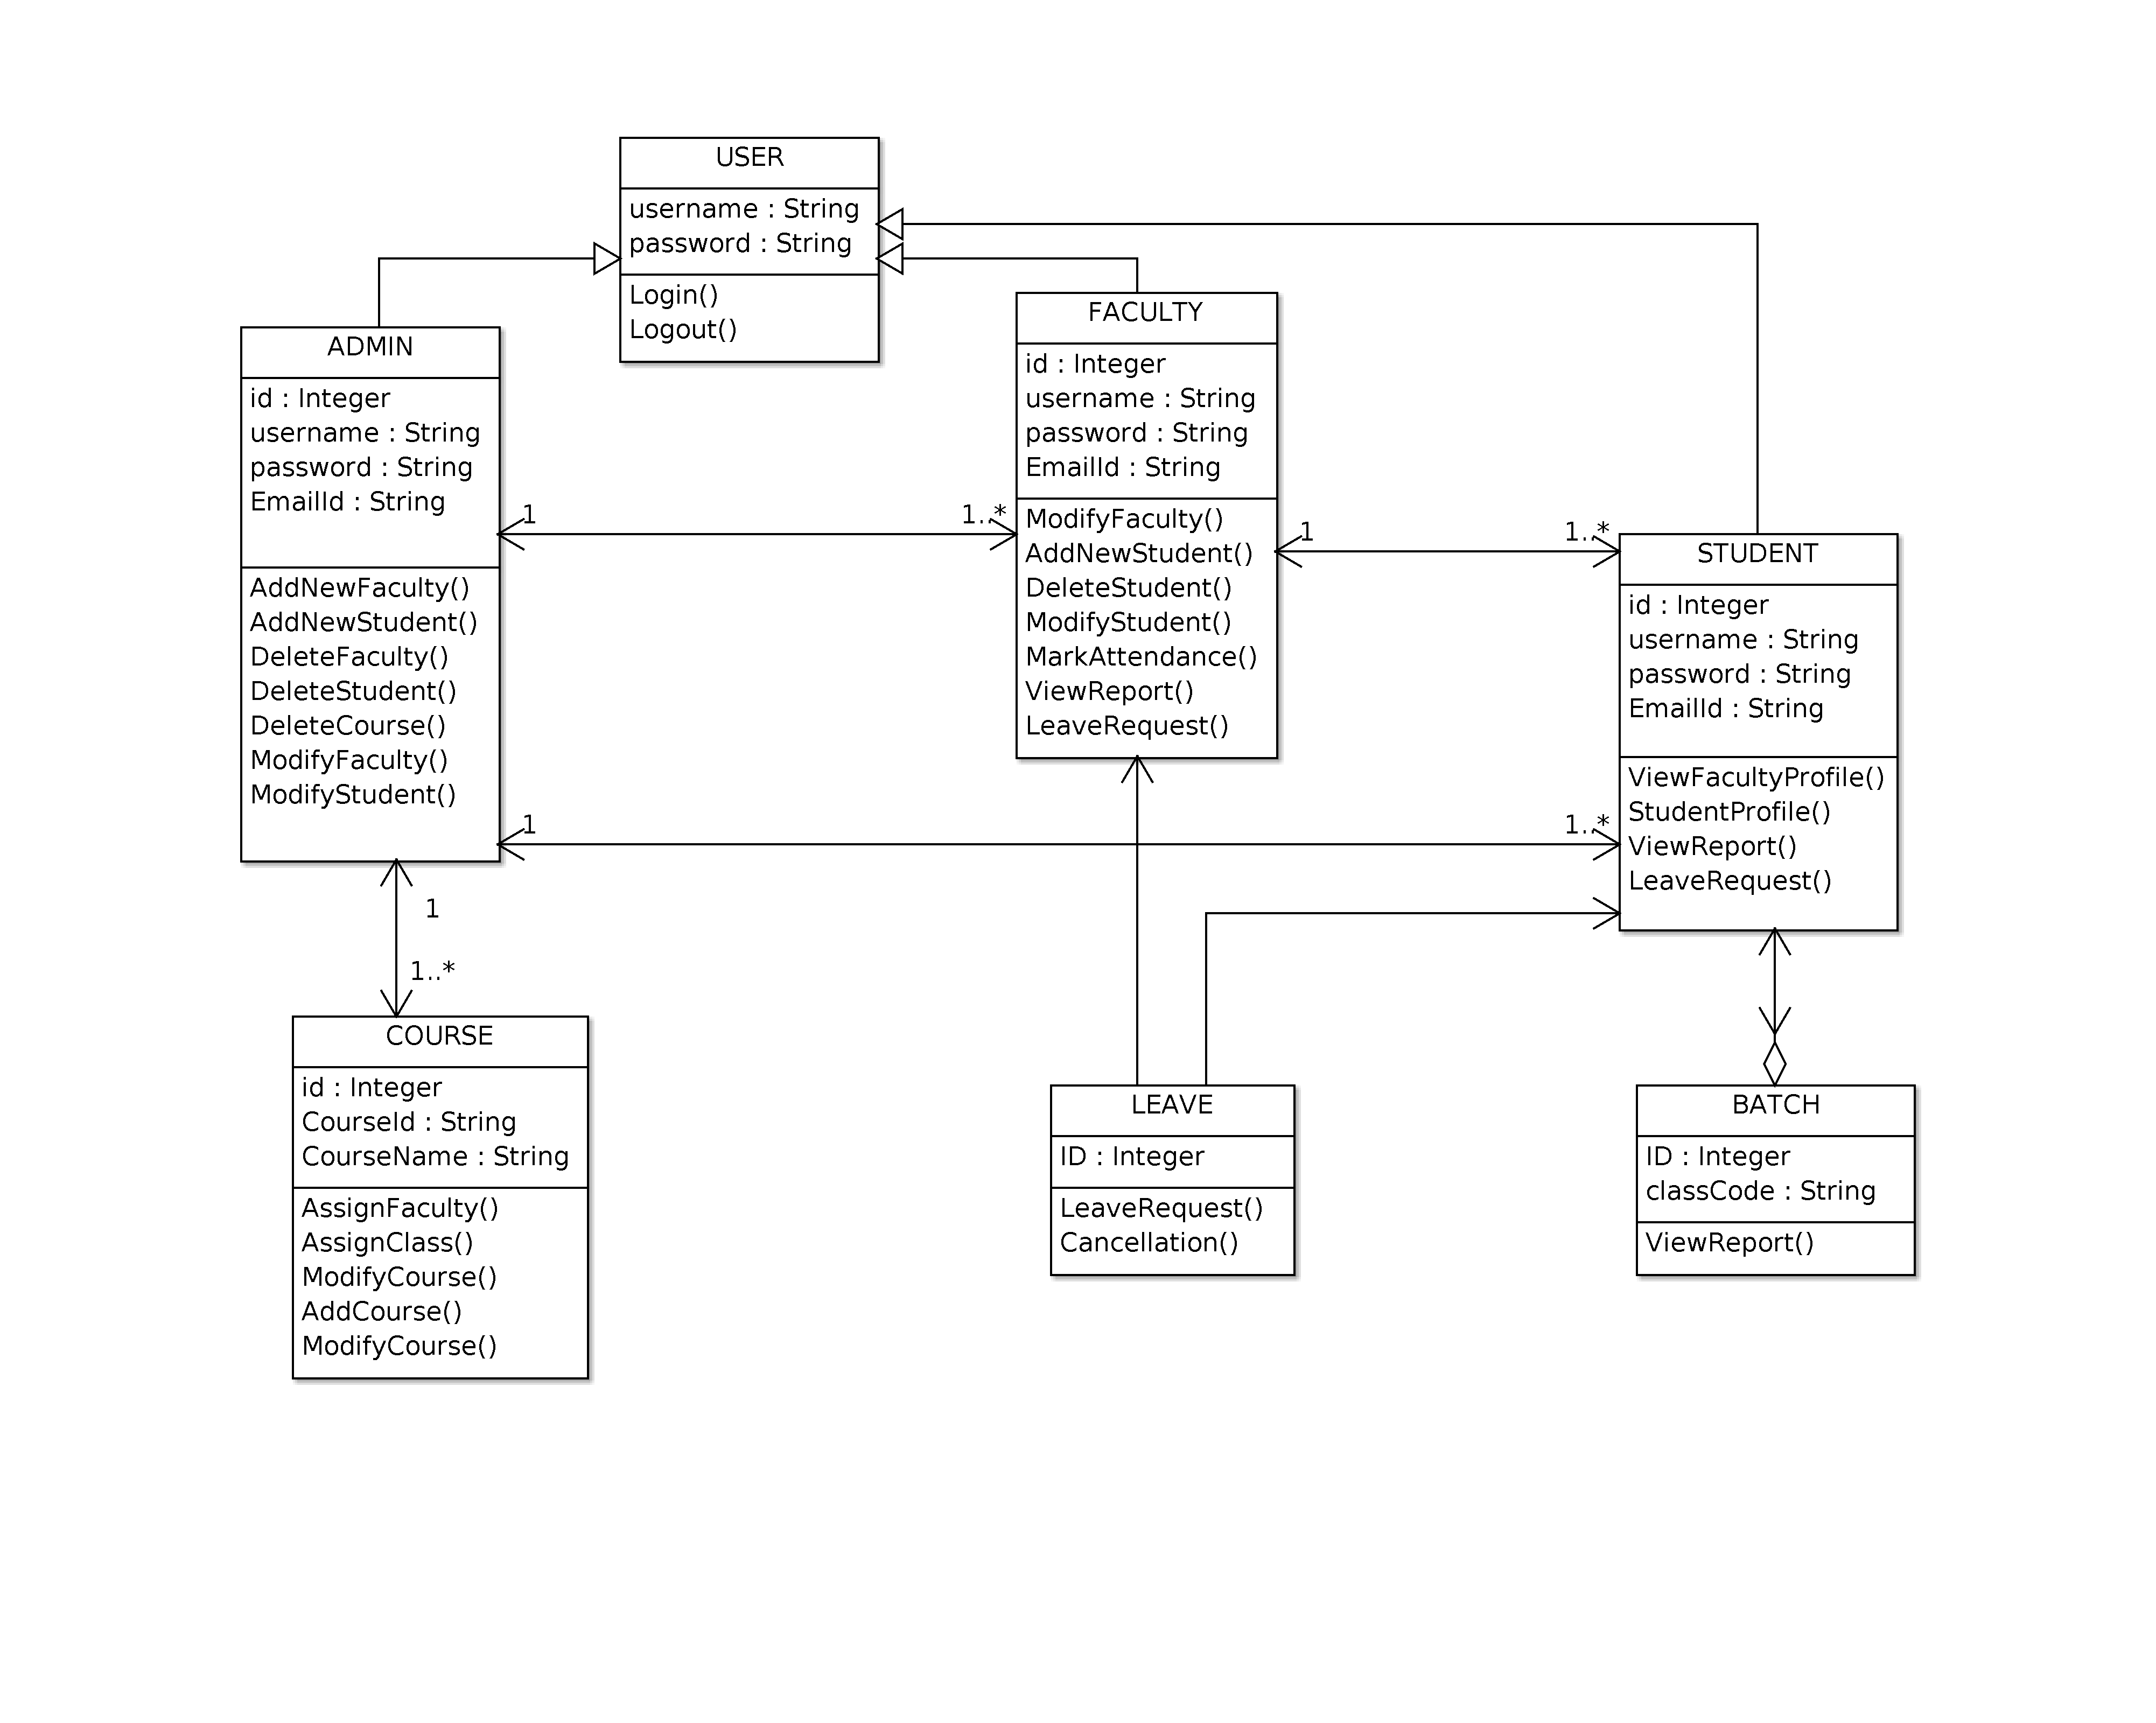 USER
username : String
password : String
Login()
Logout()
ADMIN
id : Integer
username : String
password : String
EmailId : String
AddNewFaculty()
AddNewStudent()
DeleteFaculty()
DeleteStudent()
DeleteCourse()
ModifyFaculty()
ModifyStudent()
1
1..*
FACULTY
id : Integer
username : String
password : String
EmailId : String
ModifyFaculty()
AddNewStudent()
DeleteStudent()
ModifyStudent()
MarkAttendance()
ViewReport()
LeaveRequest()
1
1..*
STUDENT
id : Integer
username : String
password : String
EmailId : String
ViewFacultyProfile()
StudentProfile()
ViewReport()
LeaveRequest()
1
1..*
1
1..*
COURSE
id : Integer
CourseId : String
CourseName : String
AssignFaculty()
AssignClass()
ModifyCourse()
AddCourse()
ModifyCourse()
LEAVE
ID : Integer
LeaveRequest()
Cancellation()
BATCH
ID : Integer
classCode : String
ViewReport()